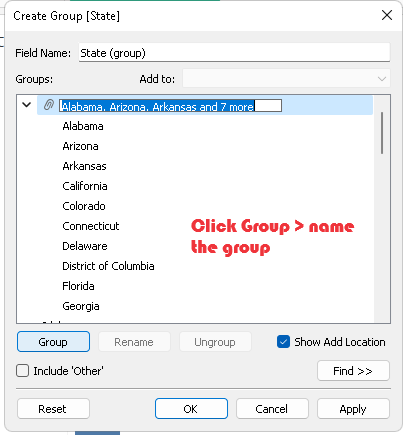 Create Group [State]
Field Name: State (group)
Groups: Add to:
Alabama, Arizona, Arkansas and 7 more
Alabama
Arizona
Arkansas
California
Colorado
Connecticut
Click Group > name
the group
Delaware
District of Columbia
Florida
Georgia
Group Rename Ungroup Show Add Location
Include 'Other' Find >>
Reset OK Cancel Apply